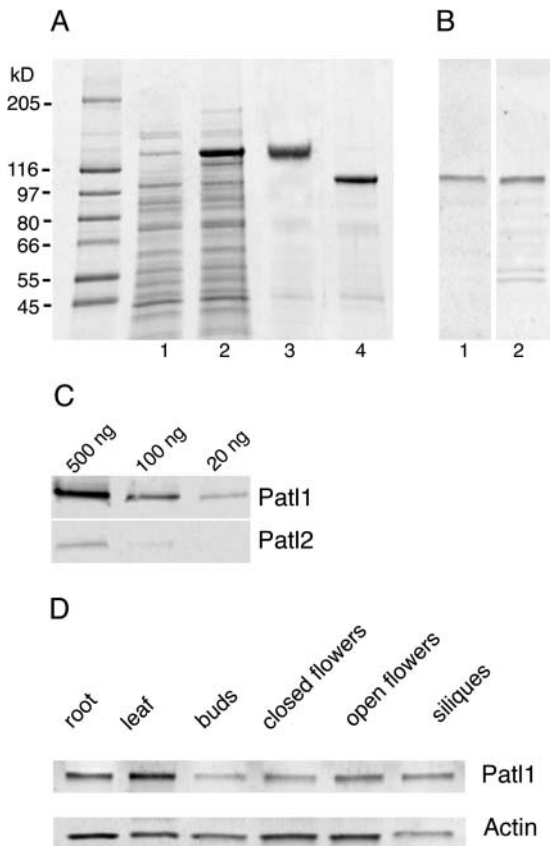 A
B
kD
205
116
97
80
66
55
45
1 2 3 4
1 2
C
500 ng 100 ng 20 ng
Patl1
Patl2
D
root leaf buds closed flowers open flowers siliques
Patl1
Actin